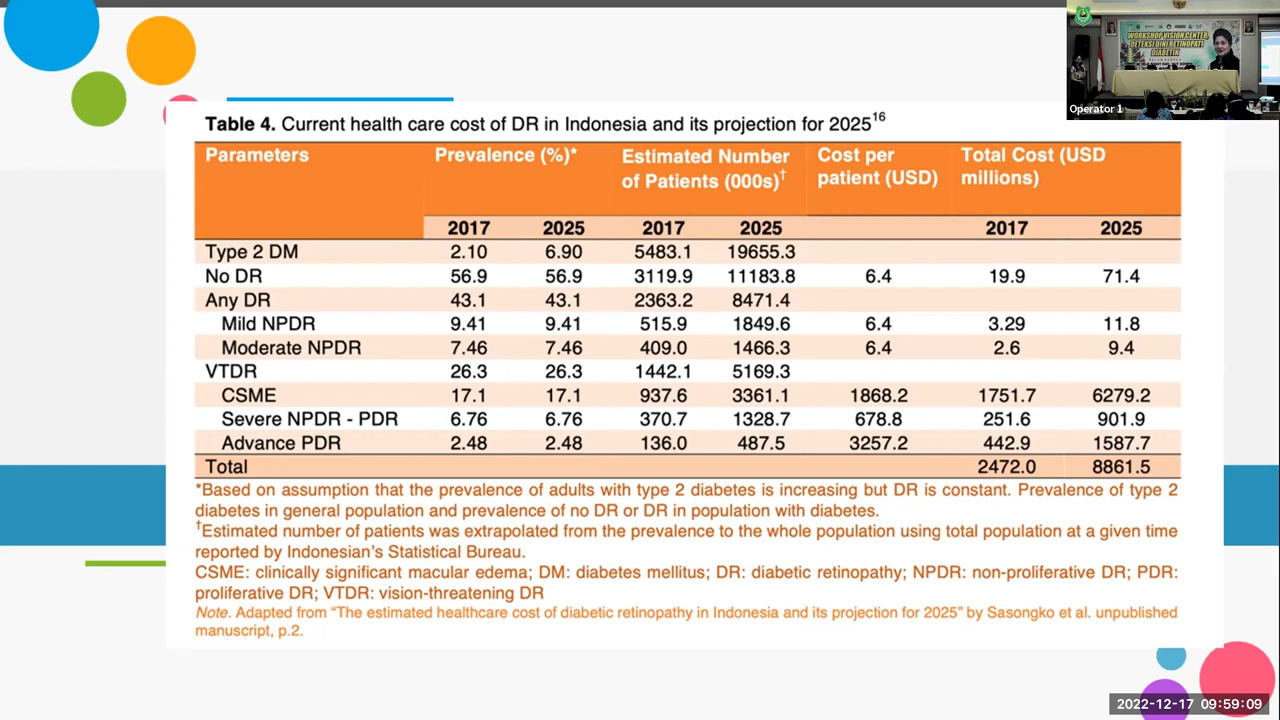 WORKSHOP VISION CENTER,
DETEKSI DINI RETINOPATI
DIABETIK
Operator 1
Table 4. Current health care cost of DR in Indonesia and its projection for 2025¹⁶
Parameters Prevalence (%)* Estimated Number of Patients (000s)† Cost per patient (USD) Total Cost (USD millions)
2017 2025 2017 2025 2017 2025
Type 2 DM 2.10 6.90 5483.1 19655.3
No DR 56.9 56.9 3119.9 11183.8 6.4 19.9 71.4
Any DR 43.1 43.1 2363.2 8471.4
Mild NPDR 9.41 9.41 515.9 1849.6 6.4 3.29 11.8
Moderate NPDR 7.46 7.46 409.0 1466.3 6.4 2.6 9.4
VTDR 26.3 26.3 1442.1 5169.3
CSME 17.1 17.1 937.6 3361.1 1868.2 1751.7 6279.2
Severe NPDR - PDR 6.76 6.76 370.7 1328.7 678.8 251.6 901.9
Advance PDR 2.48 2.48 136.0 487.5 3257.2 442.9 1587.7
Total 2472.0 8861.5
*Based on assumption that the prevalence of adults with type 2 diabetes is increasing but DR is constant. Prevalence of type 2
diabetes in general population and prevalence of no DR or DR in population with diabetes.
†Estimated number of patients was extrapolated from the prevalence to the whole population using total population at a given time
reported by Indonesian's Statistical Bureau.
CSME: clinically significant macular edema; DM: diabetes mellitus; DR: diabetic retinopathy; NPDR: non-proliferative DR; PDR:
proliferative DR; VTDR: vision-threatening DR
Note. Adapted from “The estimated healthcare cost of diabetic retinopathy in Indonesia and its projection for 2025” by Sasongko et al. unpublished
manuscript, p.2.
2022-12-17 09:59:09